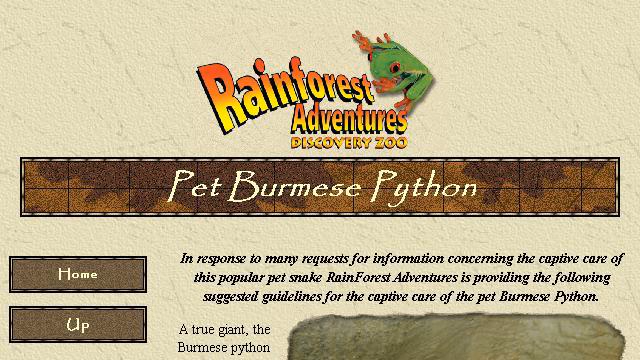 Rainforest
Adventures
DISCOVERY ZOO
Pet Burmese Python
Home
Up
In response to many requests for information concerning the captive care of
this popular pet snake RainForest Adventures is providing the following
suggested guidelines for the captive care of the pet Burmese Python.
A true giant, the
Burmese python